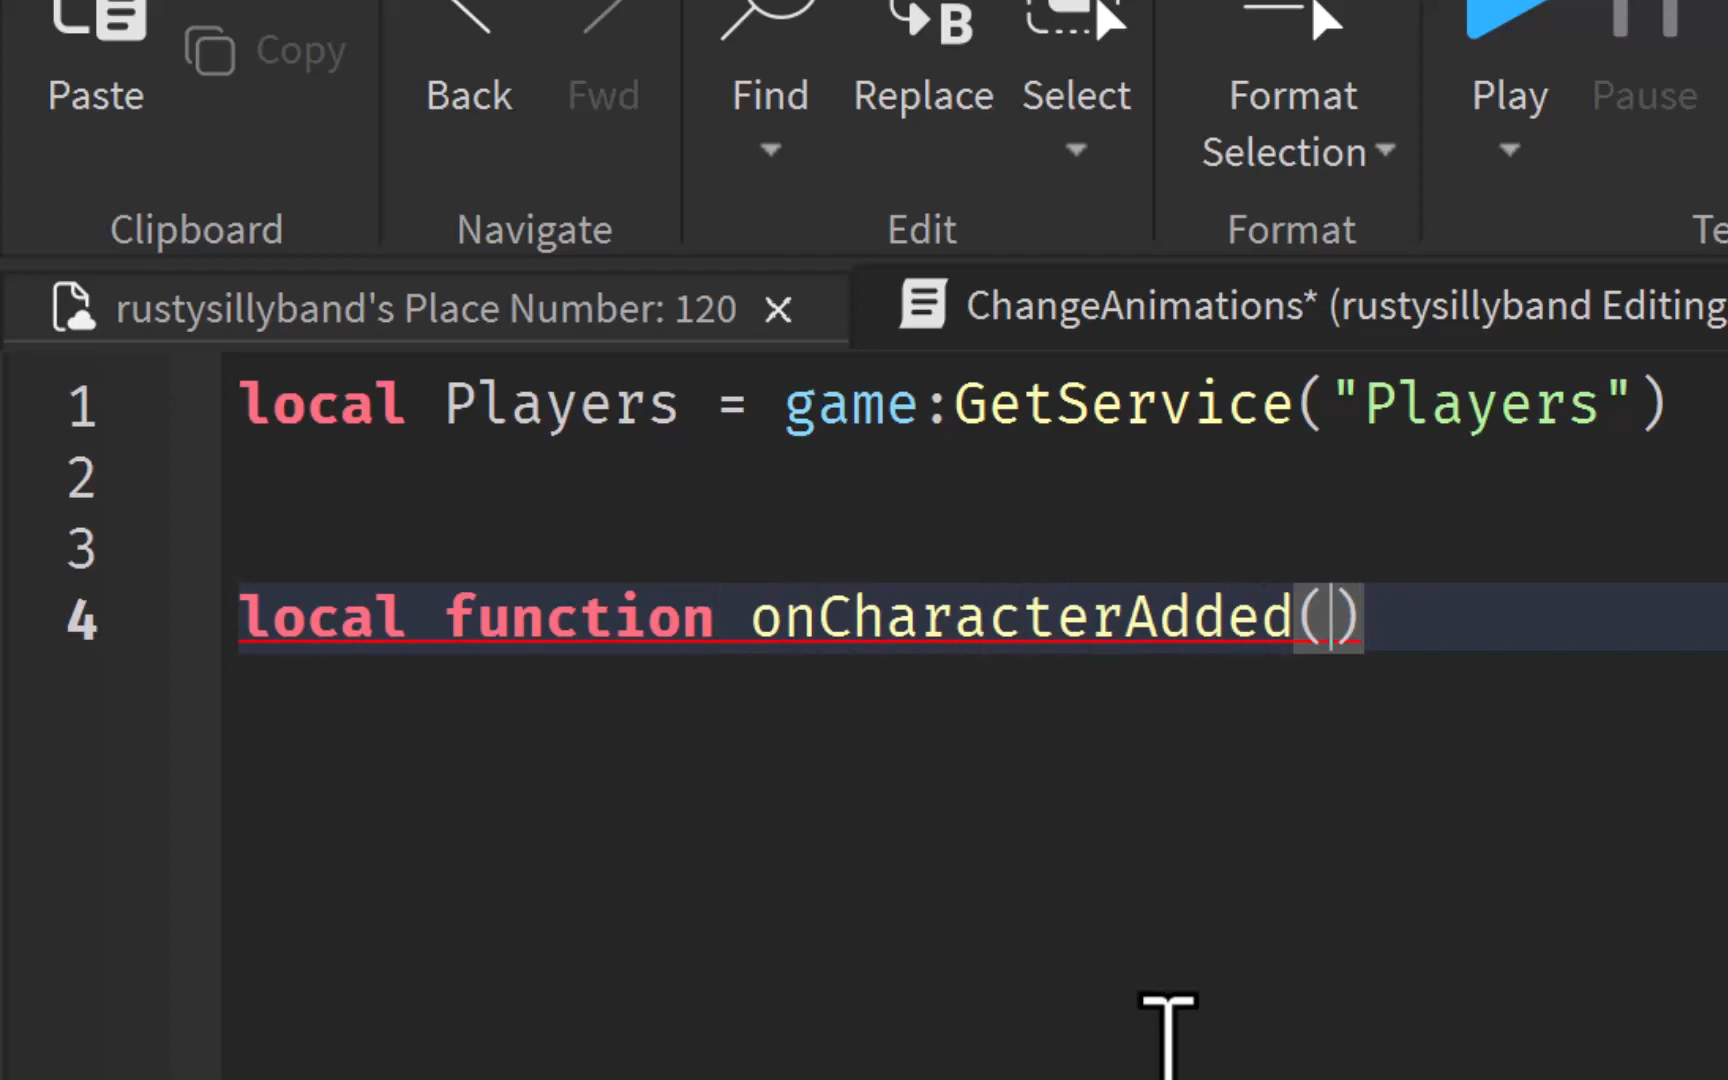 Copy
Paste
Back
Fwd
Find
Replace
Select
Format
Selection
Play
Pause
Clipboard
Navigate
Edit
Format
Te
rustysillyband's Place Number: 120
ChangeAnimations* (rustysillyband Editing
1 local Players = game:GetService("Players")
2
3
4 local function onCharacterAdded()